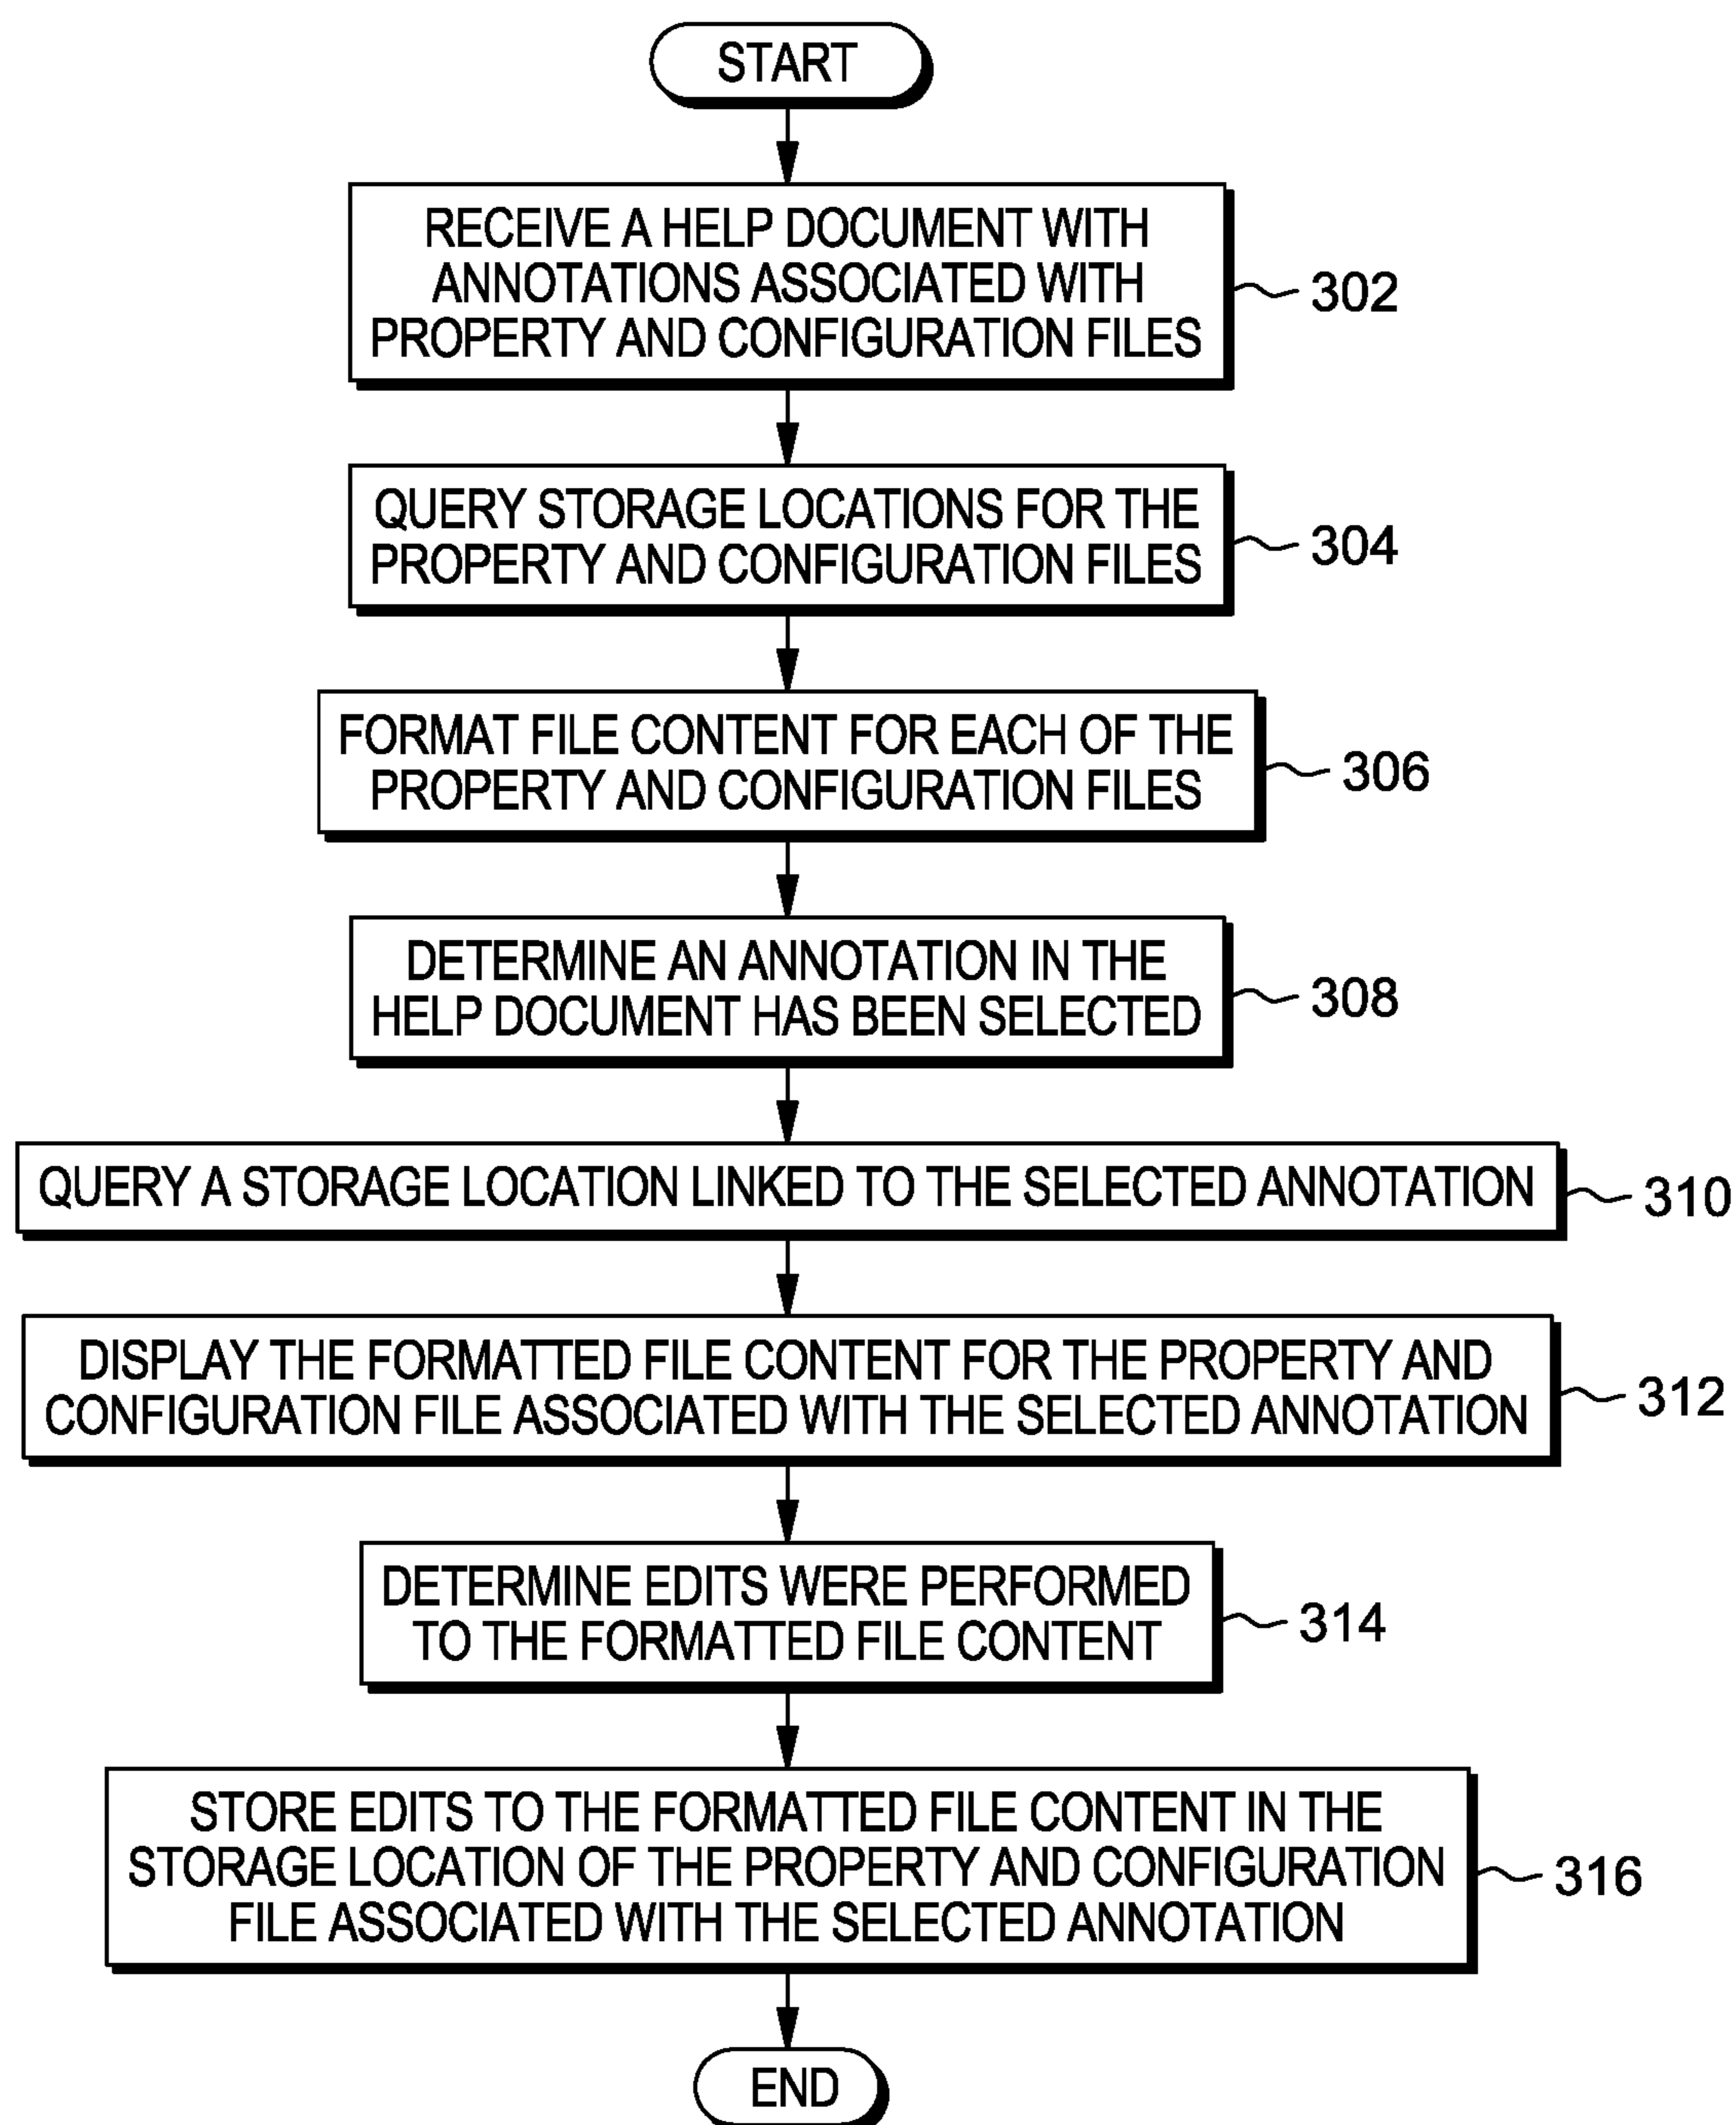 START
RECEIVE A HELP DOCUMENT WITH
ANNOTATIONS ASSOCIATED WITH
PROPERTY AND CONFIGURATION FILES
302
QUERY STORAGE LOCATIONS FOR THE
PROPERTY AND CONFIGURATION FILES
304
FORMAT FILE CONTENT FOR EACH OF THE
PROPERTY AND CONFIGURATION FILES
306
DETERMINE AN ANNOTATION IN THE
HELP DOCUMENT HAS BEEN SELECTED
308
QUERY A STORAGE LOCATION LINKED TO THE SELECTED ANNOTATION
310
DISPLAY THE FORMATTED FILE CONTENT FOR THE PROPERTY AND
CONFIGURATION FILE ASSOCIATED WITH THE SELECTED ANNOTATION
312
DETERMINE EDITS WERE PERFORMED
TO THE FORMATTED FILE CONTENT
314
STORE EDITS TO THE FORMATTED FILE CONTENT IN THE
STORAGE LOCATION OF THE PROPERTY AND CONFIGURATION
FILE ASSOCIATED WITH THE SELECTED ANNOTATION
316
END